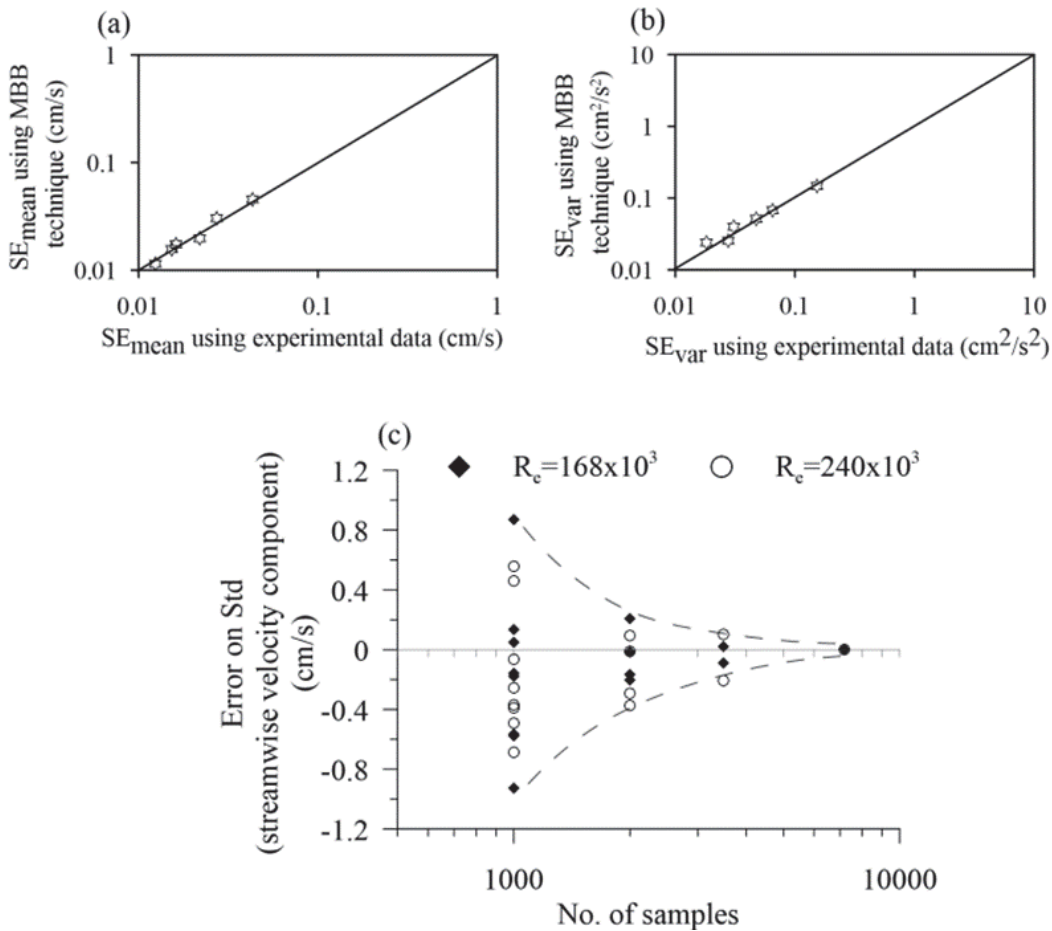 (a)
1
0.1
0.01
SEmean using MBB
technique (cm/s)
0.01 0.1 1
SEmean using experimental data (cm/s)
(b)
10
1
0.1
0.01
SEvar using MBB
technique (cm²/s²)
0.01 0.1 1 10
SEvar using experimental data (cm²/s²)
(c)
Re=168x10³ Re=240x10³
1.2
0.8
0.4
0
-0.4
-0.8
-1.2
Error on Std
(streamwise velocity component)
(cm/s)
1000 10000
No. of samples